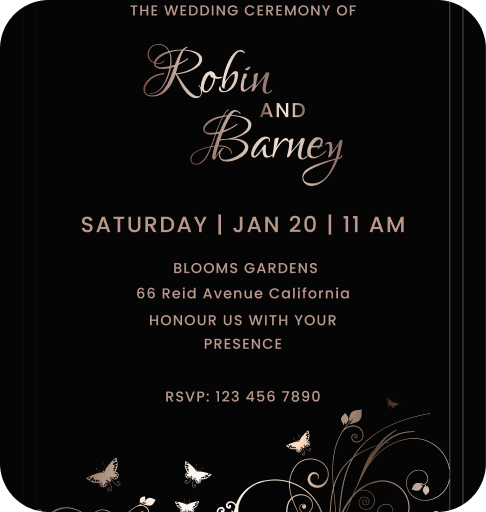 THE WEDDING CEREMONY OF
Robin
AND
Barney
SATURDAY | JAN 20 | 11 AM
BLOOMS GARDENS
66 Reid Avenue California
HONOUR US WITH YOUR
PRESENCE
RSVP: 123 456 7890